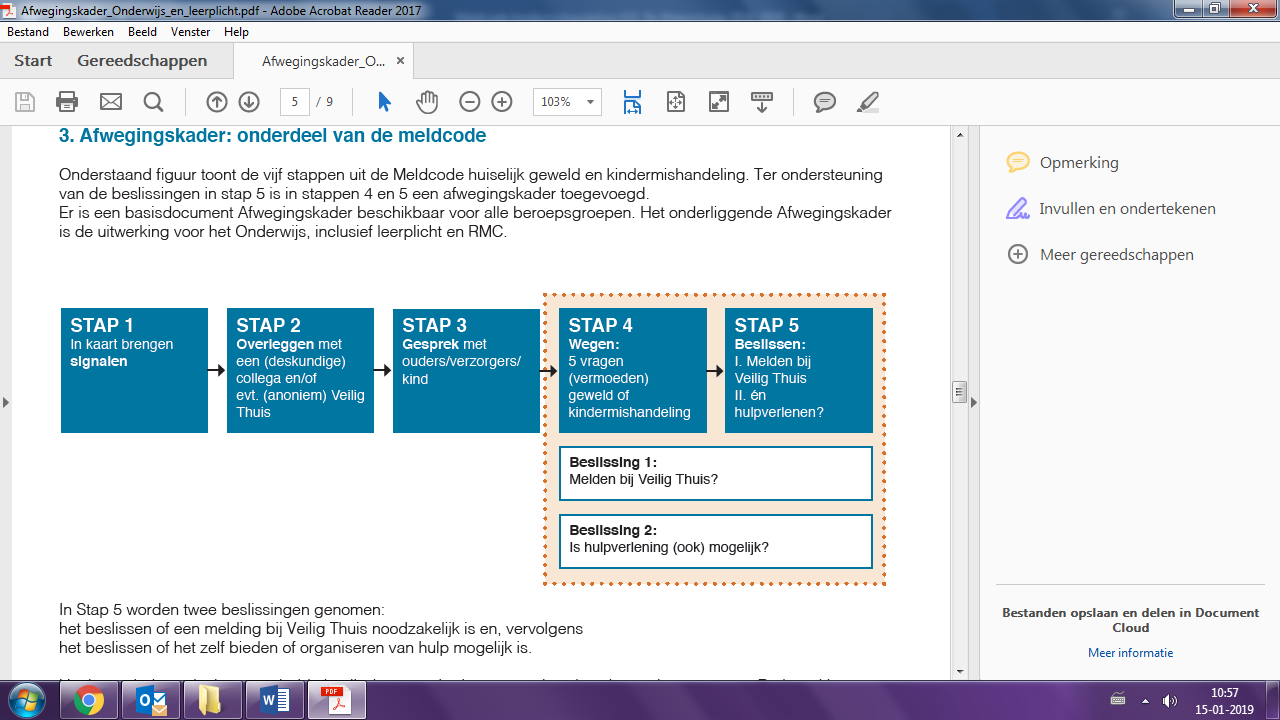 Afwegingskader_Onderwijs_en_leerplicht.pdf - Adobe Acrobat Reader 2017
Bestand Bewerken Beeld Venster Help
Start Gereedschappen Afwegingskader_O... ×
5 / 9 103%
3. Afwegingskader: onderdeel van de meldcode
Onderstaand figuur toont de vijf stappen uit de Meldcode huiselijk geweld en kindermishandeling. Ter ondersteuning
van de beslissingen in stap 5 is in stappen 4 en 5 een afwegingskader toegevoegd.
Er is een basisdocument Afwegingskader beschikbaar voor alle beroepsgroepen. Het onderliggende Afwegingskader
is de uitwerking voor het Onderwijs, inclusief leerplicht en RMC.
STAP 1
In kaart brengen
signalen
STAP 2
Overleggen met
een (deskundige)
collega en/of
evt. (anoniem) Veilig
Thuis
STAP 3
Gesprek met
ouders/verzorgers/
kind
STAP 4
Wegen:
5 vragen
(vermoeden)
geweld of
kindermishandeling
STAP 5
Beslissen:
I. Melden bij
Veilig Thuis
II. én
hulpverlenen?
Beslissing 1:
Melden bij Veilig Thuis?
Beslissing 2:
Is hulpverlening (ook) mogelijk?
In Stap 5 worden twee beslissingen genomen:
het beslissen of een melding bij Veilig Thuis noodzakelijk is en, vervolgens
het beslissen of het zelf bieden of organiseren van hulp mogelijk is.
Opmerking
Invullen en ondertekenen
Meer gereedschappen
Bestanden opslaan en delen in Document
Cloud
Meer informatie
10:57
15-01-2019